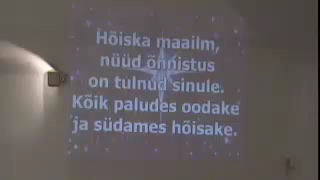 Hõiska maailm,
nüüd õnnistus
on tulnud sinule.
Kõik paludes oodake
ja südames hõisake.